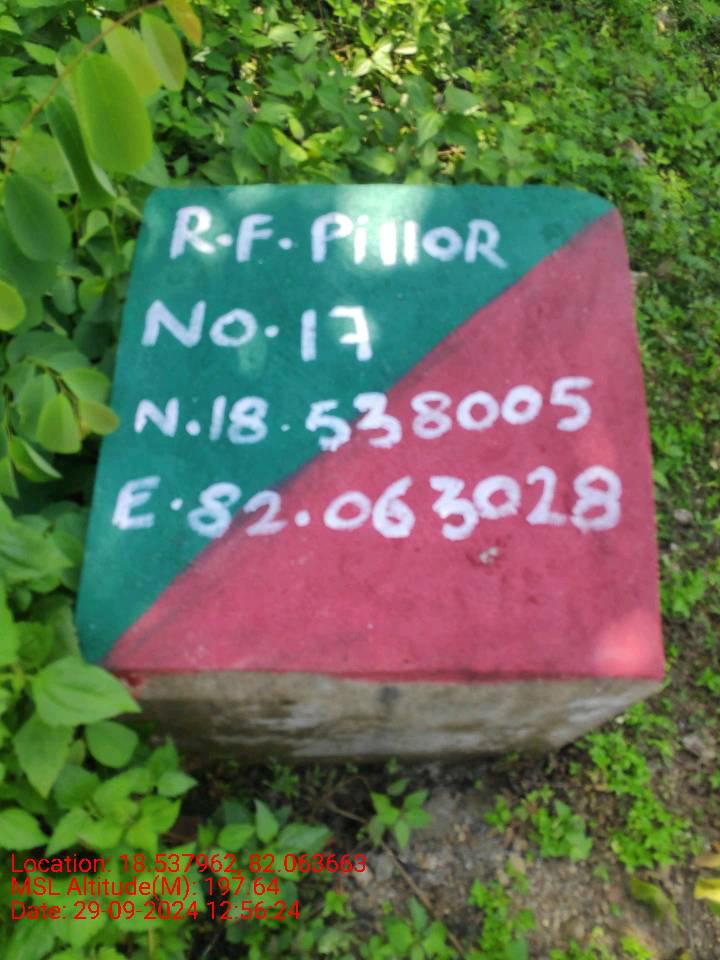 R.F. PillOR
NO. 17
N.18.538005
E.82.063028
Location: 18.537962, 82.063663
MSL Altitude(M): 197.64
Date: 29-09-2024 12:56:24